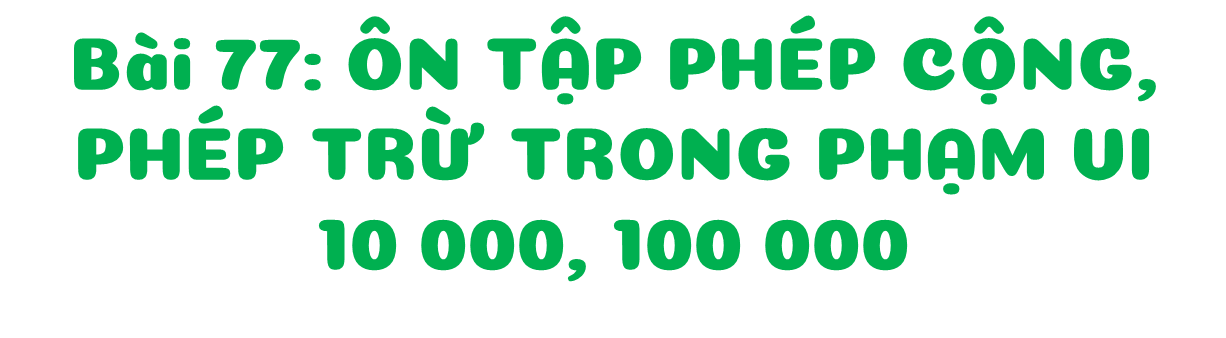 Bài 77: ÔN TẬP PHÉP CỘNG,
PHÉP TRỪ TRONG PHẠM UI
10 000, 100 000